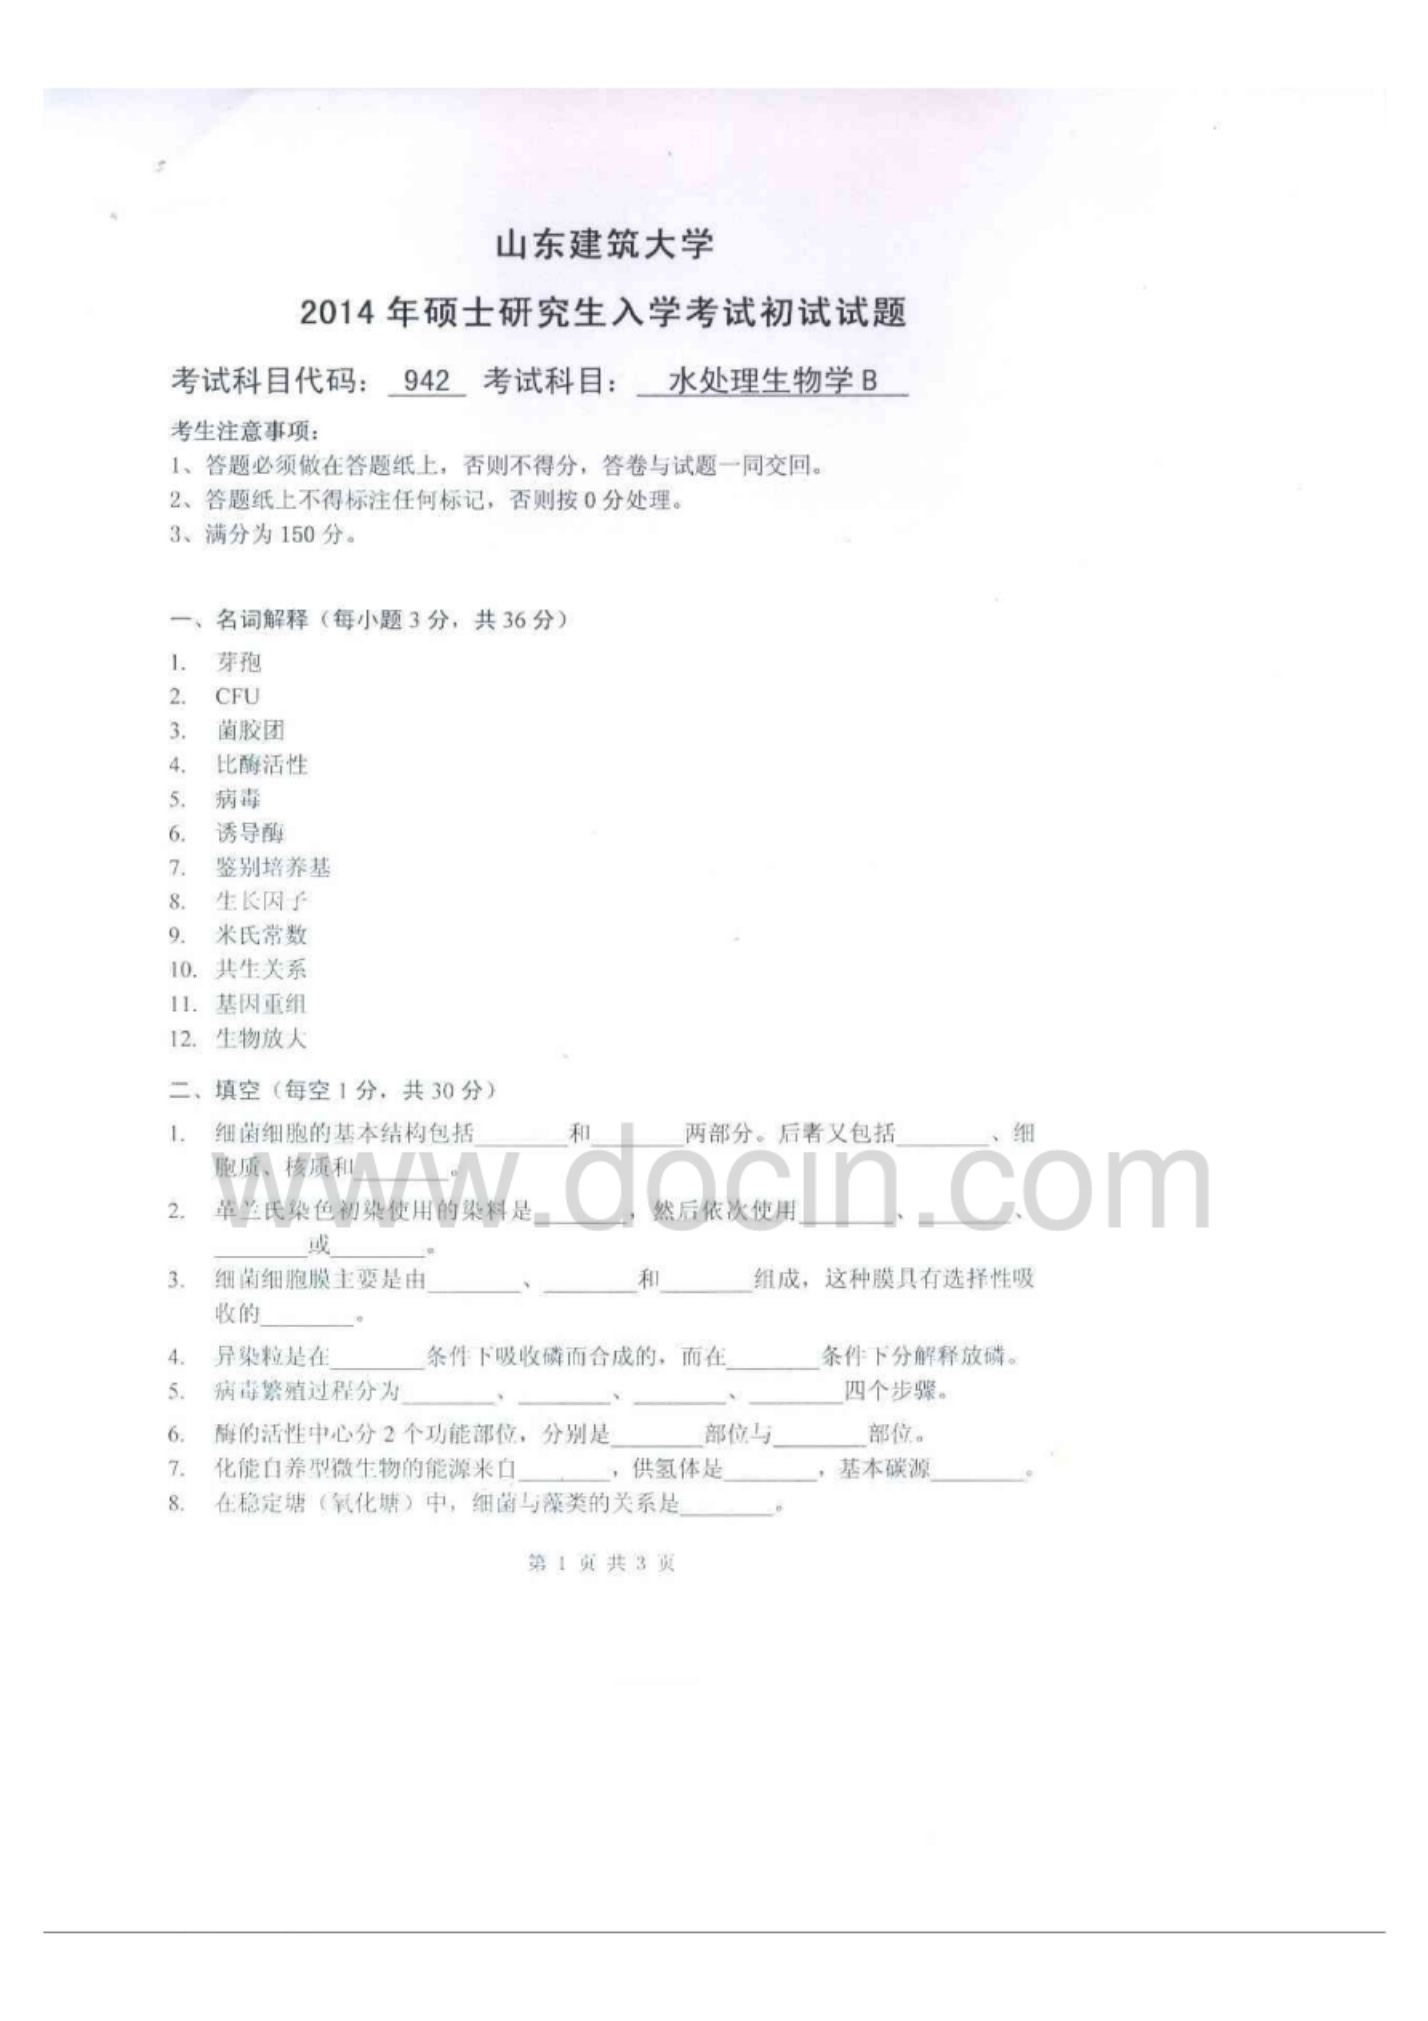 山东建筑大学
2014 年硕士研究生入学考试初试试题
考试科目代码： 942 考试科目： 水处理生物学 B
考生注意事项：
1、答题必须做在答题纸上，否则不得分，答卷与试题一同交回。
2、答题纸上不得标注任何标记，否则按 0 分处理。
3、满分为 150 分。
一、名词解释（每小题 3 分，共 36 分）
1. 芽孢
2. CFU
3. 菌胶团
4. 比酶活性
5. 病毒
6. 诱导酶
7. 鉴别培养基
8. 生长因子
9. 米氏常数
10. 共生关系
11. 基因重组
12. 生物放大
二、填空（每空 1 分，共 30 分）
1. 细菌细胞的基本结构包括________和________两部分。后者又包括________、细
胞质、核质和________。
www.docin.com
2. 革兰氏染色初染使用的染料是________，然后依次使用________、________、
________或________。
3. 细菌细胞膜主要是由________、________和________组成，这种膜具有选择性吸
收的________。
4. 异染粒是在________条件下吸收磷而合成的，而在________条件下分解释放磷。
5. 病毒繁殖过程分为________、________、________、________四个步骤。
6. 酶的活性中心分 2 个功能部位，分别是________部位与________部位。
7. 化能自养型微生物的能源来自________，供氢体是________，基本碳源________。
8. 在稳定塘（氧化塘）中，细菌与藻类的关系是________。
第 1 页 共 3 页